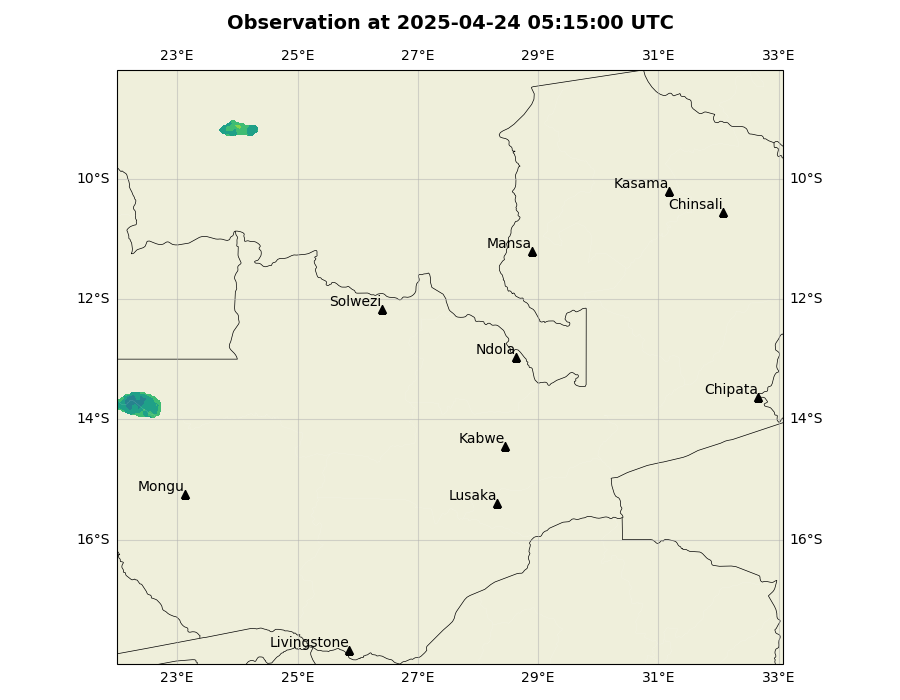 Observation at 2025-04-24 05:15:00 UTC
23°E 25°E 27°E 29°E 31°E 33°E
10°S 10°S
Kasama
Chinsali
Mansa
12°S 12°S
Solwezi
Ndola
Chipata
14°S 14°S
Kabwe
Mongu
Lusaka
16°S 16°S
Livingstone
23°E 25°E 27°E 29°E 31°E 33°E